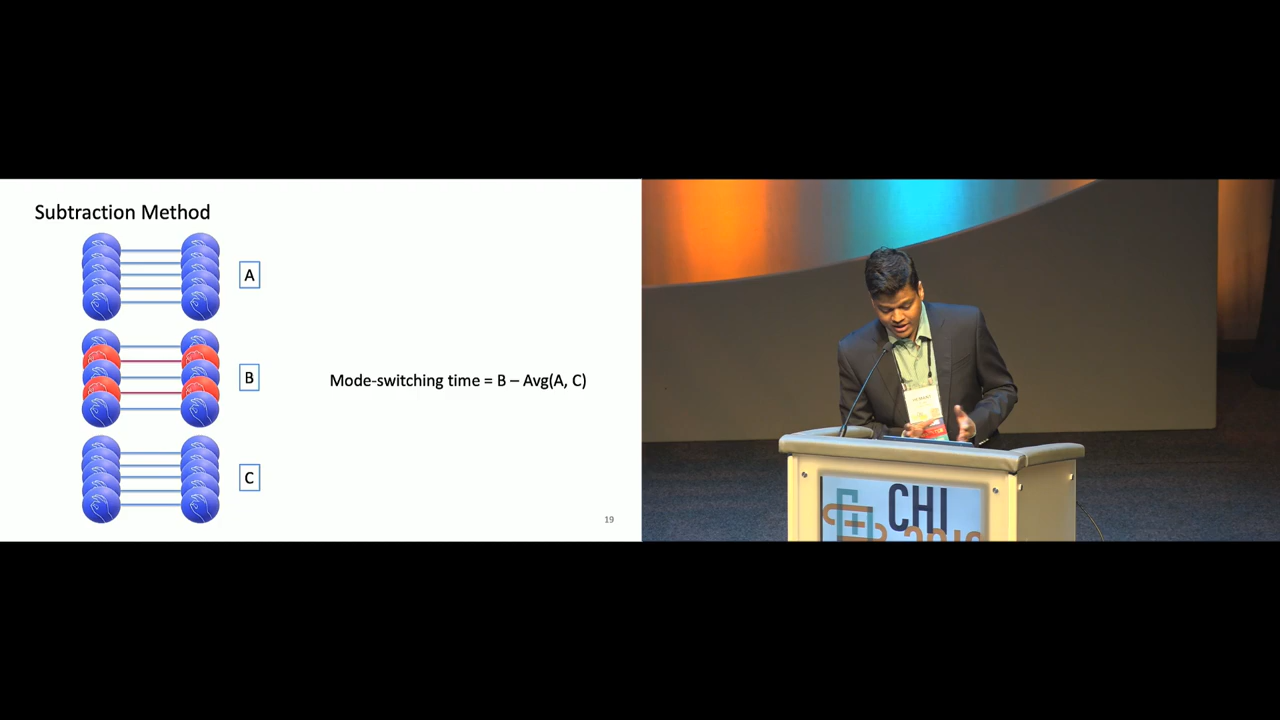 Subtraction Method
A
B
Mode-switching time = B – Avg(A, C)
C
19
CHI